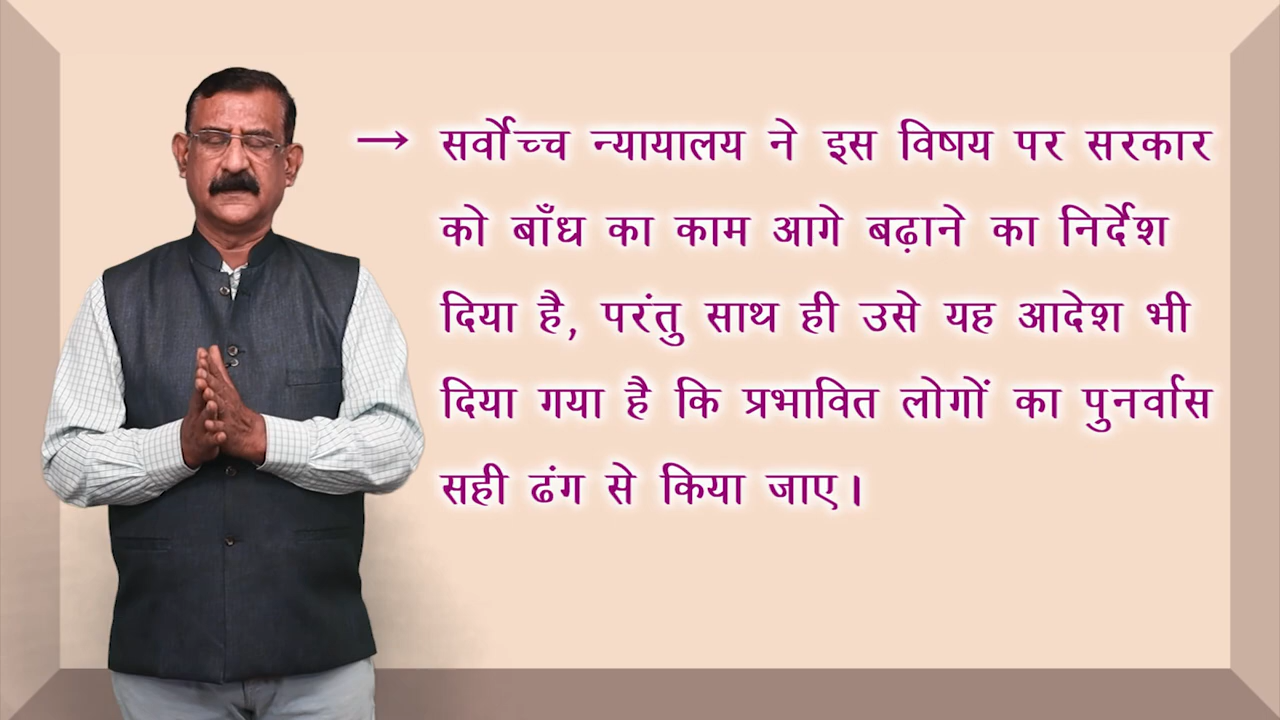 → सर्वोच्च न्यायालय ने इस विषय पर सरकार
को बाँध का काम आगे बढ़ाने का निर्देश
दिया है, परंतु साथ ही उसे यह आदेश भी
दिया गया है कि प्रभावित लोगों का पुनर्वास
सही ढंग से किया जाए।